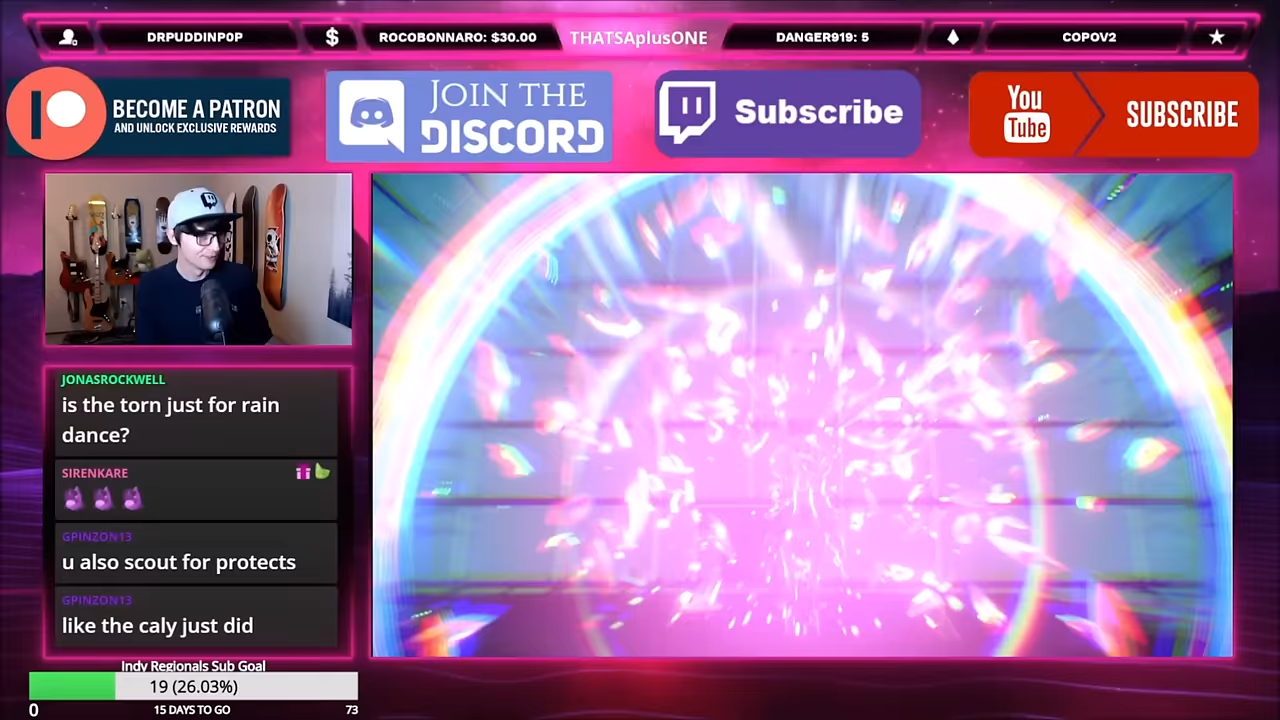 DRPUDDINP0P
$
ROCOBONNARO: $30.00
THATSAplusONE
DANGER919: 5
COPOV2
BECOME A PATRON
AND UNLOCK EXCLUSIVE REWARDS
JOIN THE
DISCORD
Subscribe
You
Tube
SUBSCRIBE
JONASROCKWELL
is the torn just for rain
dance?
SIRENKARE
GPINZON13
u also scout for protects
GPINZON13
like the caly just did
Indy Regionals Sub Goal
19 (26.03%)
0
15 DAYS TO GO
73